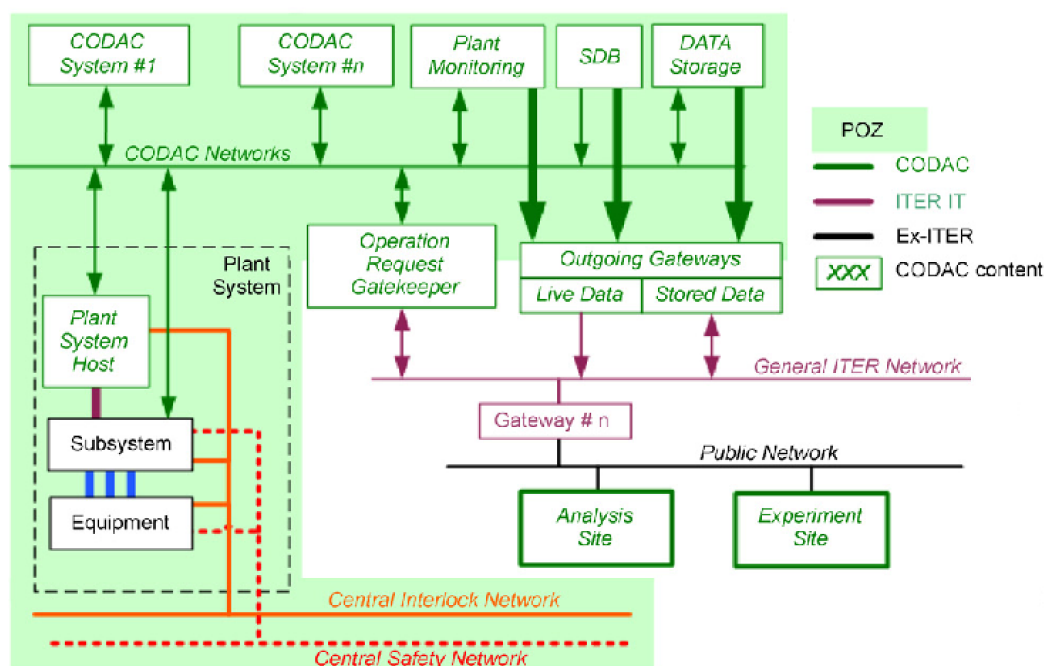 CODAC
System #1
CODAC
System #n
Plant
Monitoring
SDB
DATA
Storage
CODAC Networks
POZ
CODAC
ITER IT
Ex-ITER
XXX
CODAC content
Operation
Request
Gatekeeper
Outgoing Gateways
Live Data
Stored Data
Plant
System
Plant
System
Host
General ITER Network
Gateway # n
Subsystem
Public Network
Equipment
Analysis
Site
Experiment
Site
Central Interlock Network
Central Safety Network